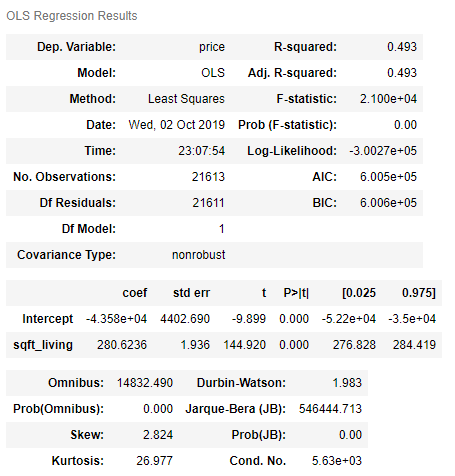 OLS Regression Results
Dep. Variable: price R-squared: 0.493
Model: OLS Adj. R-squared: 0.493
Method: Least Squares F-statistic: 2.100e+04
Date: Wed, 02 Oct 2019 Prob (F-statistic): 0.00
Time: 23:07:54 Log-Likelihood: -3.0027e+05
No. Observations: 21613 AIC: 6.005e+05
Df Residuals: 21611 BIC: 6.006e+05
Df Model: 1
Covariance Type: nonrobust
coef std err t P>|t| [0.025 0.975]
Intercept -4.358e+04 4402.690 -9.899 0.000 -5.22e+04 -3.5e+04
sqft_living 280.6236 1.936 144.920 0.000 276.828 284.419
Omnibus: 14832.490 Durbin-Watson: 1.983
Prob(Omnibus): 0.000 Jarque-Bera (JB): 546444.713
Skew: 2.824 Prob(JB): 0.00
Kurtosis: 26.977 Cond. No. 5.63e+03